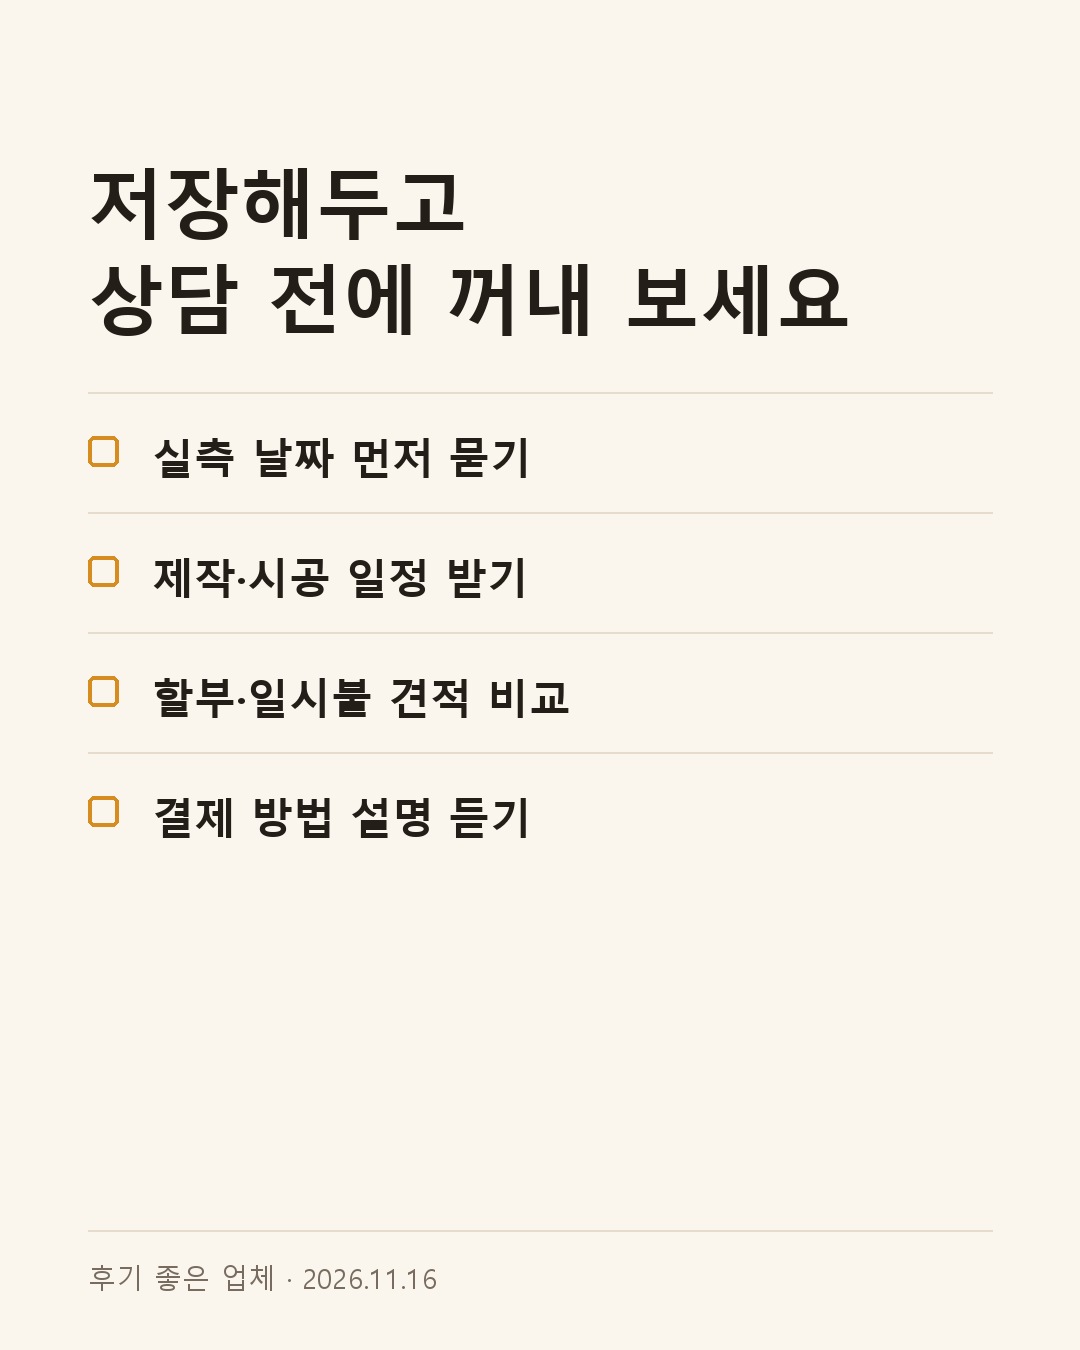 저장해두고
상담 전에 꺼내 보세요
실측 날짜 먼저 묻기
제작·시공 일정 받기
할부·일시불 견적 비교
결제 방법 설명 듣기
후기 좋은 업체 · 2026.11.16